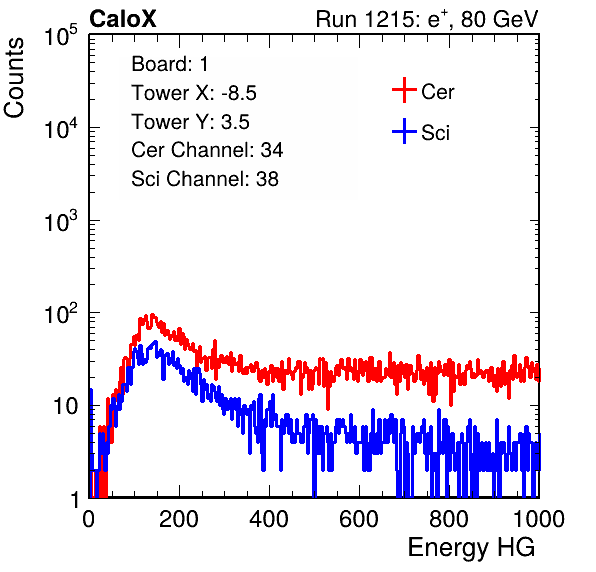 CaloX Run 1215: e⁺, 80 GeV
Counts
Board: 1
Tower X: -8.5
Tower Y: 3.5
Cer Channel: 34
Sci Channel: 38
Cer
Sci
10⁵
10⁴
10³
10²
10
1
0 200 400 600 800 1000
Energy HG